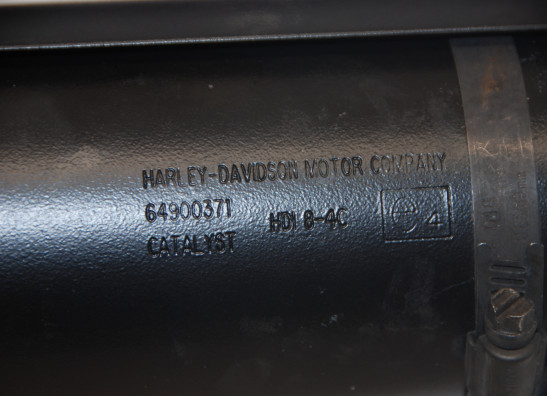 HARLEY-DAVIDSON MOTOR COMPANY
64900371 HDI 8-4C e4
CATALYST